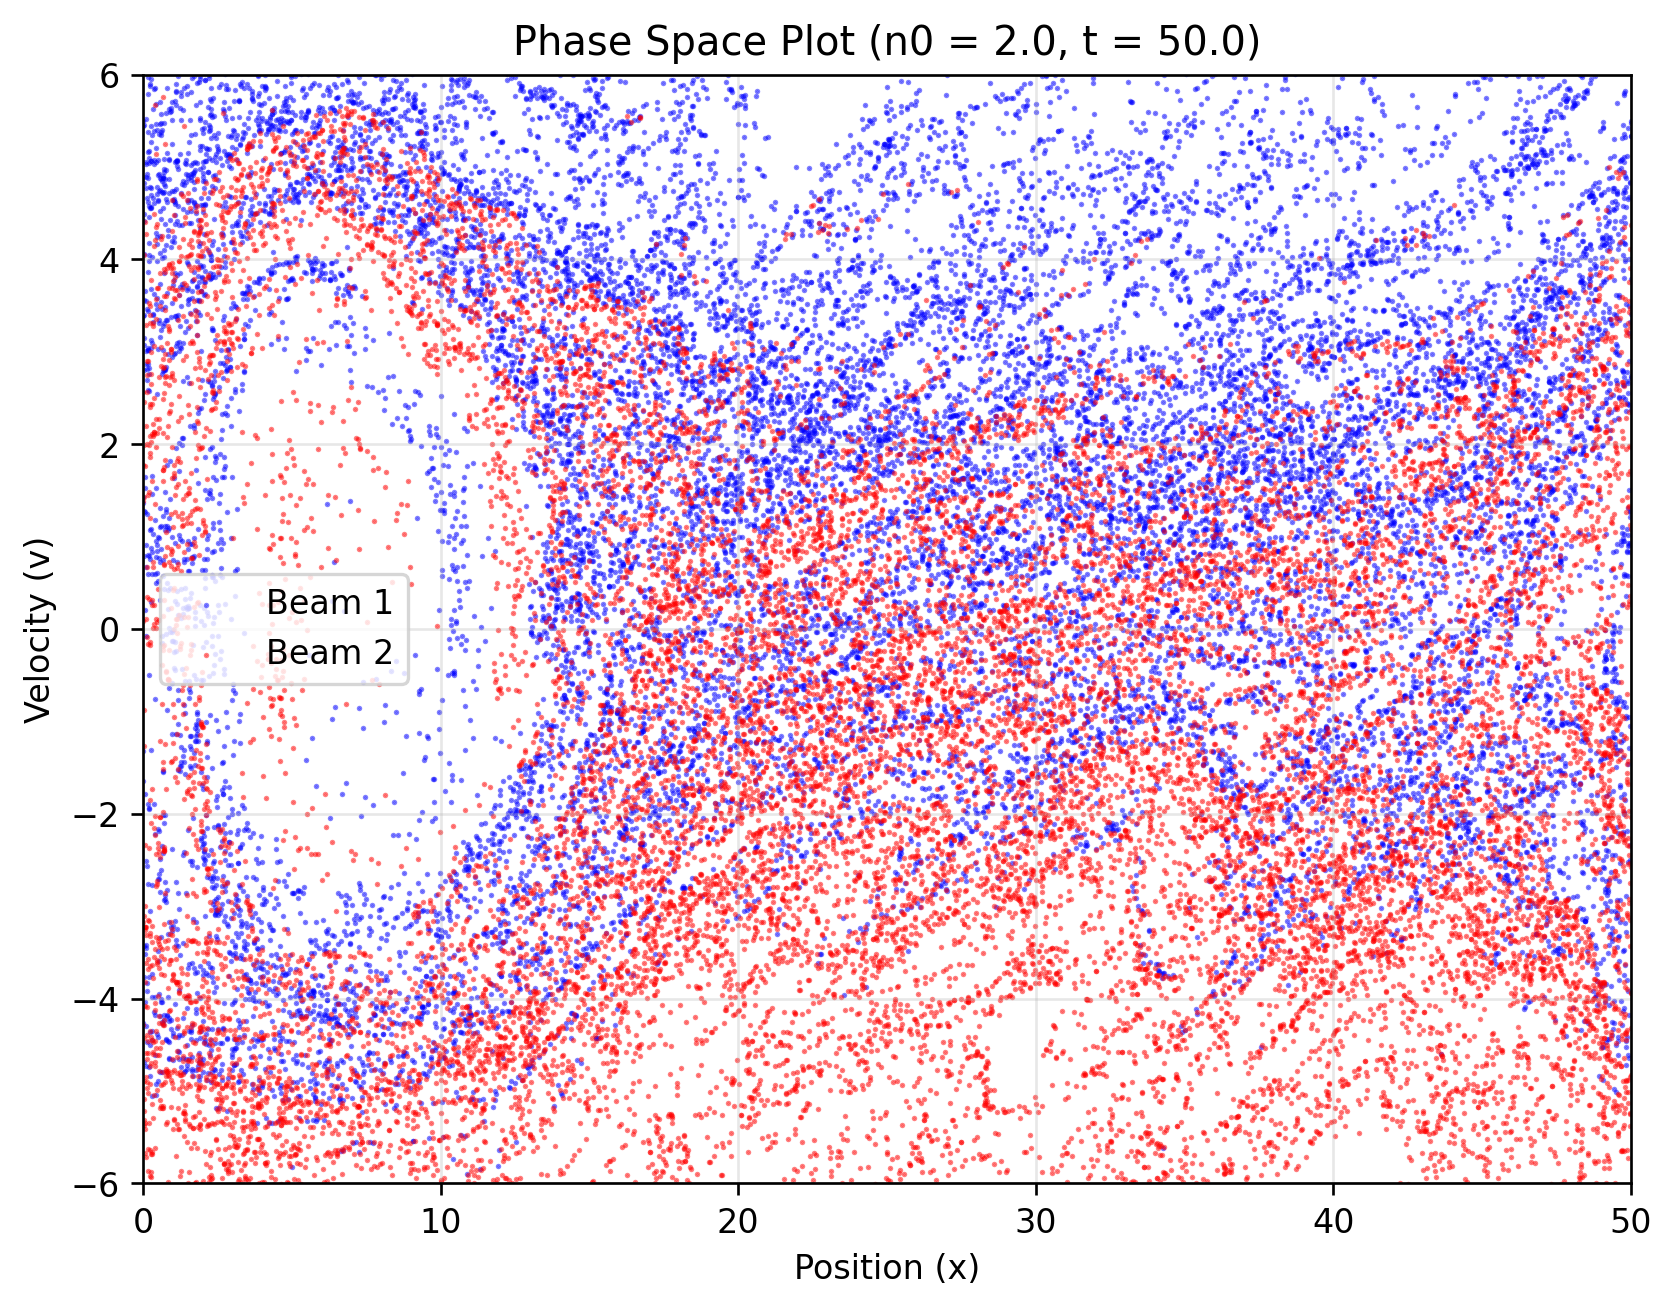 Phase Space Plot (n0 = 2.0, t = 50.0)
6
4
2
0
−2
−4
−6
Velocity (v)
Beam 1
Beam 2
0 10 20 30 40 50
Position (x)